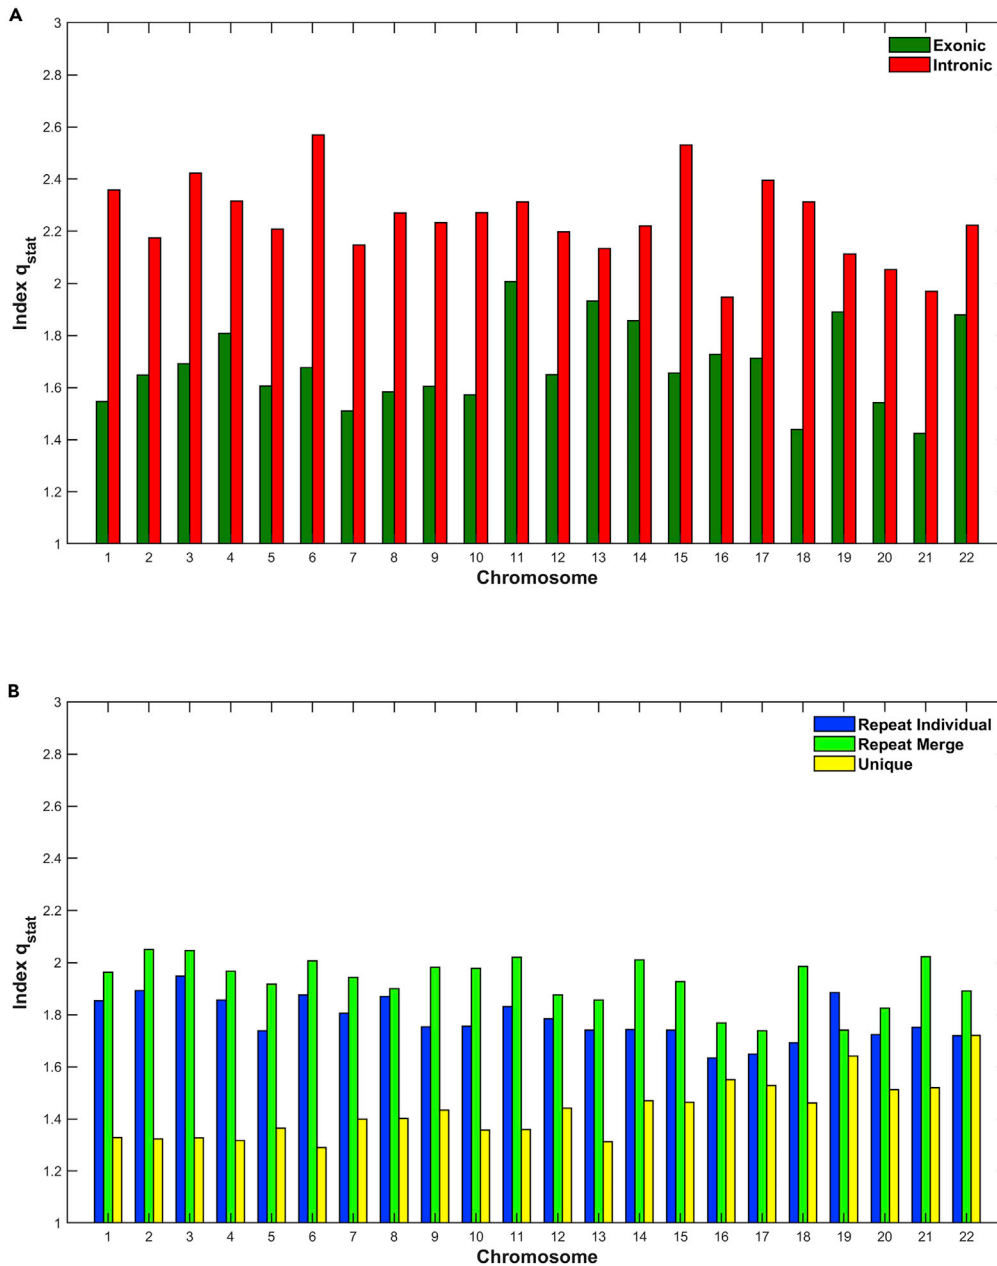 A
3
2.8
2.6
2.4
2.2
2
1.8
1.6
1.4
1.2
1
Index q_stat
Exonic
Intronic
1 2 3 4 5 6 7 8 9 10 11 12 13 14 15 16 17 18 19 20 21 22
Chromosome
B
3
2.8
2.6
2.4
2.2
2
1.8
1.6
1.4
1.2
1
Index q_stat
Repeat Individual
Repeat Merge
Unique
1 2 3 4 5 6 7 8 9 10 11 12 13 14 15 16 17 18 19 20 21 22
Chromosome